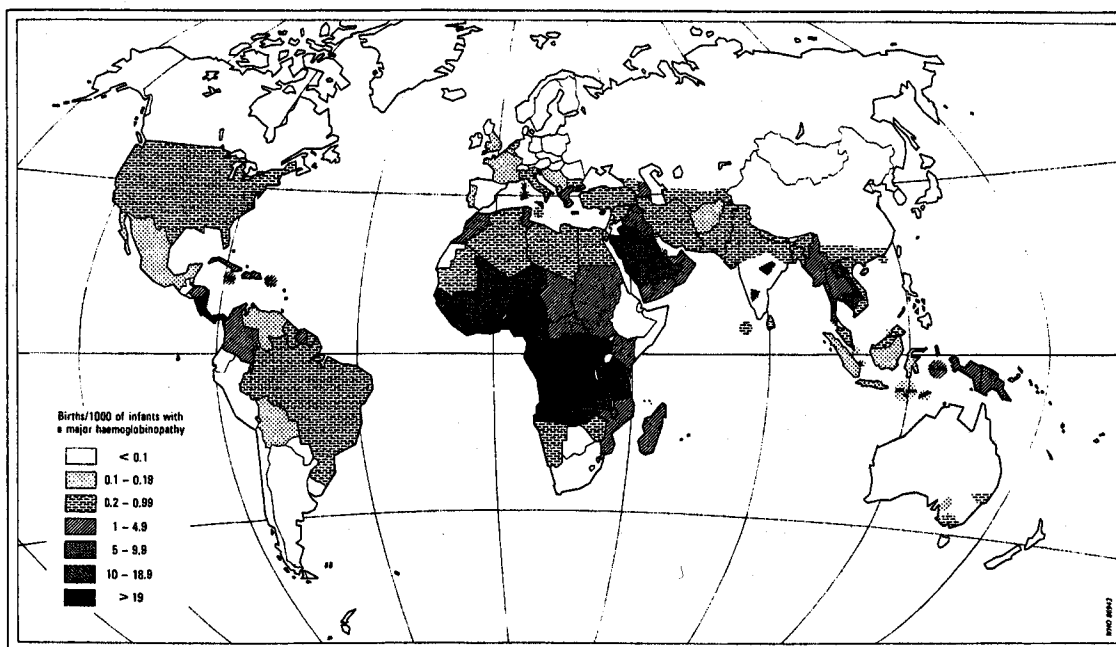 Births/1000 of infants with
a major haemoglobinopathy
< 0.1
0.1 – 0.19
0.2 – 0.99
1 – 4.9
5 – 9.9
10 – 18.9
> 19